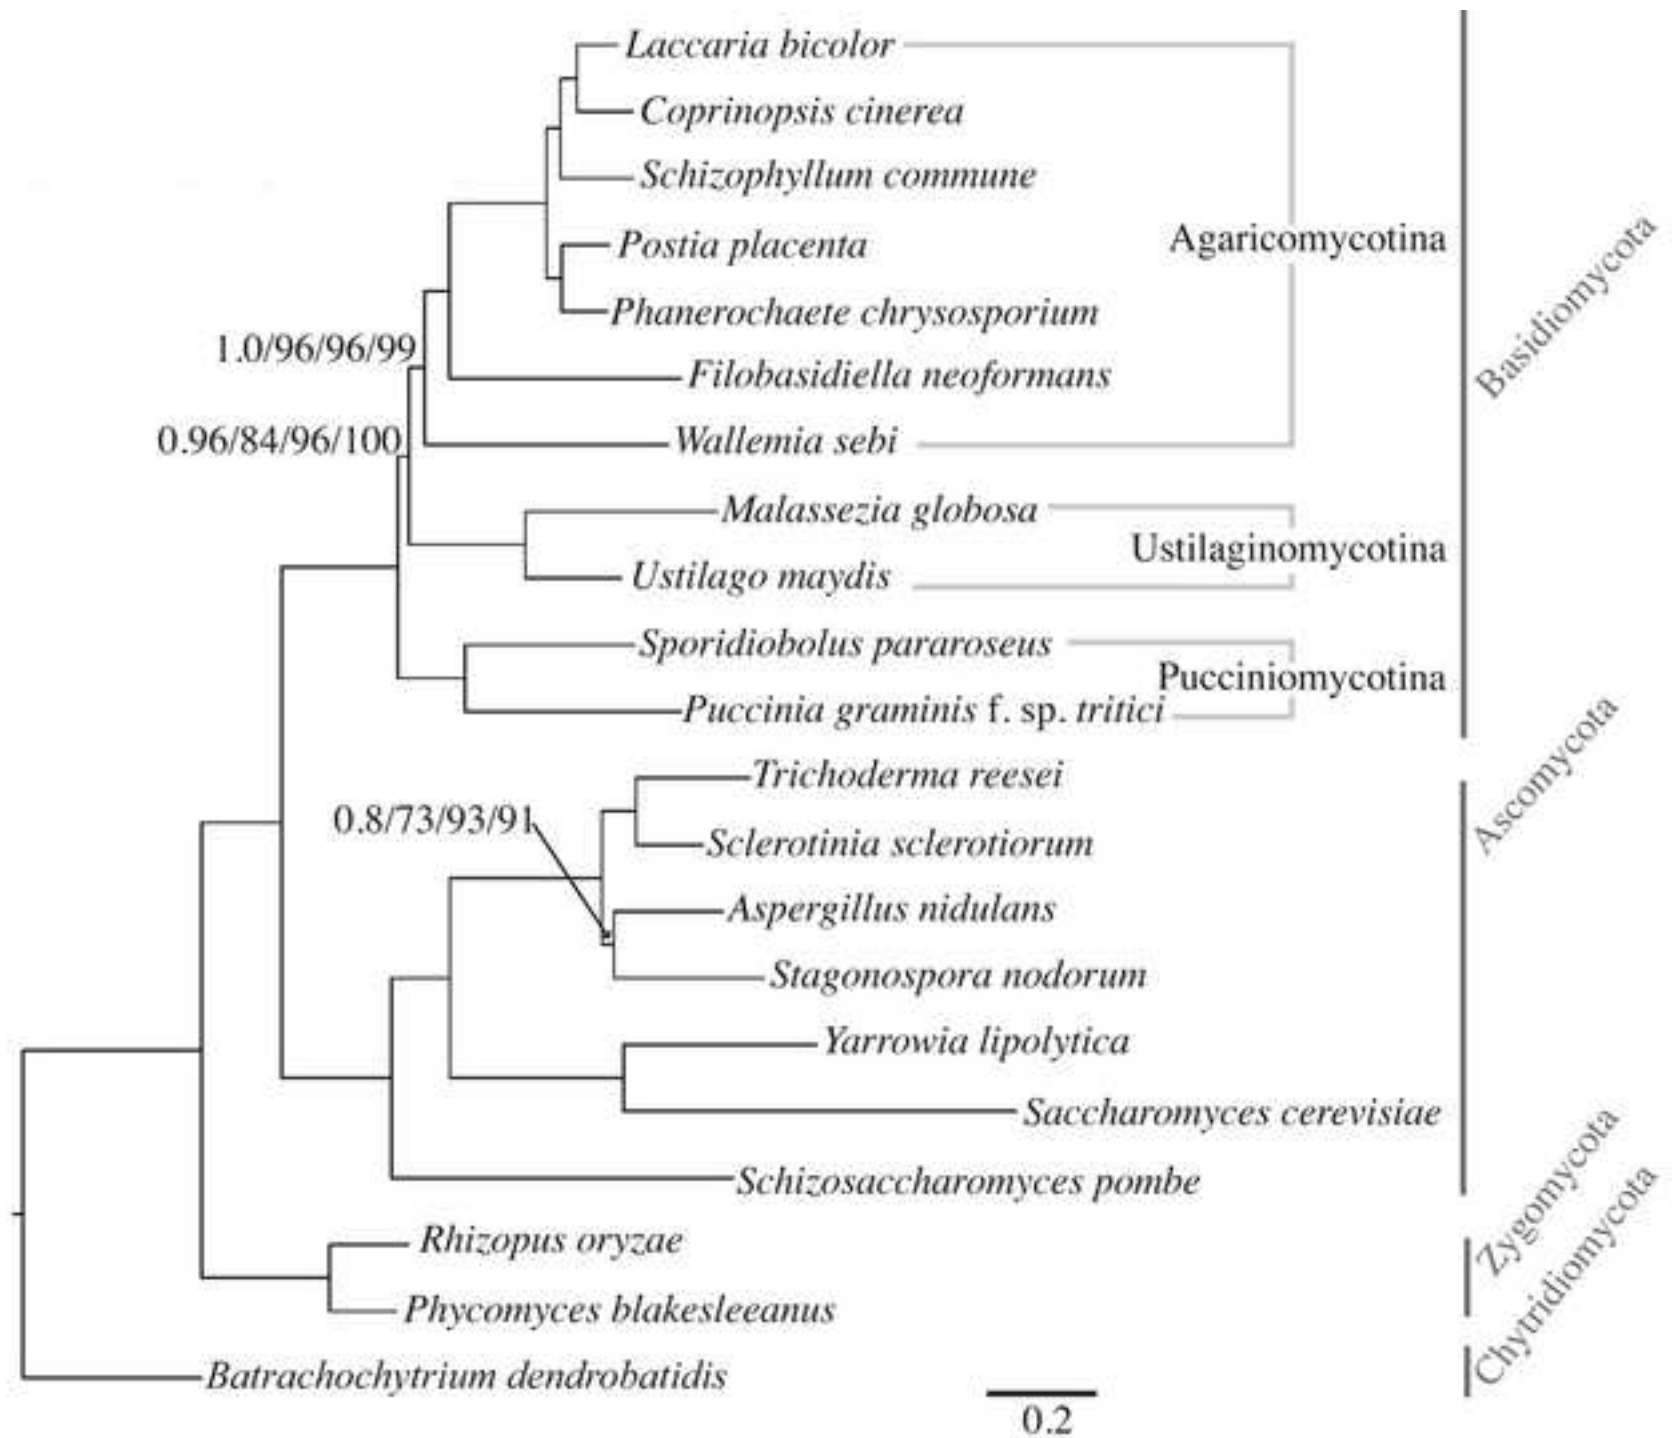 Laccaria bicolor
Coprinopsis cinerea
Schizophyllum commune
Postia placenta
Agaricomycotina
Phanerochaete chrysosporium
Basidiomycota
1.0/96/96/99
Filobasidiella neoformans
0.96/84/96/100
Wallemia sebi
Malassezia globosa
Ustilaginomycotina
Ustilago maydis
Sporidiobolus pararoseus
Pucciniomycotina
Puccinia graminis f. sp. tritici
Trichoderma reesei
Ascomycota
0.8/73/93/91
Sclerotinia sclerotiorum
Aspergillus nidulans
Stagonospora nodorum
Yarrowia lipolytica
Saccharomyces cerevisiae
Schizosaccharomyces pombe
Zygomycota
Rhizopus oryzae
Phycomyces blakesleeanus
Chytridiomycota
Batrachochytrium dendrobatidis
0.2